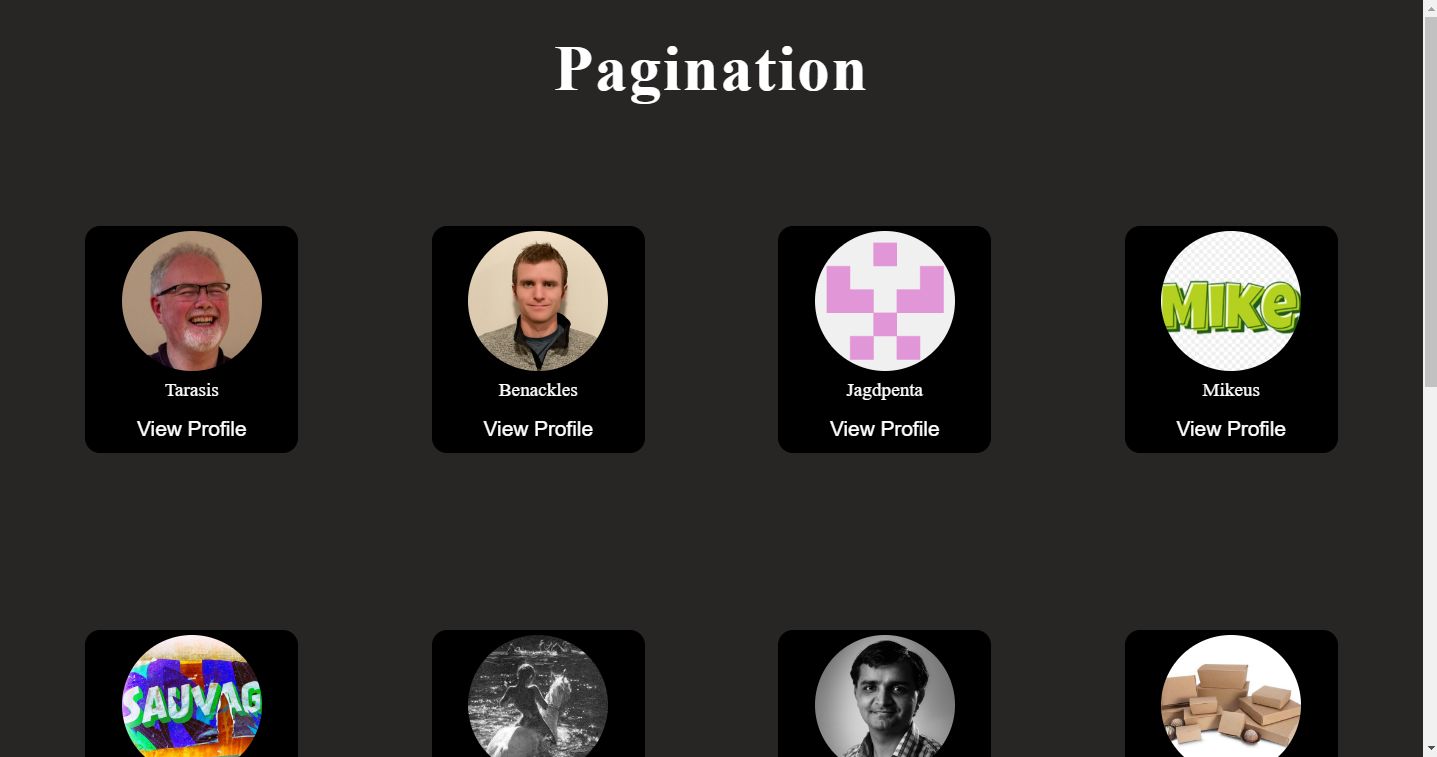 Pagination
Tarasis
Benackles
Jagdpenta
Mikeus
View Profile
View Profile
View Profile
View Profile
MIKE
SAUVAG